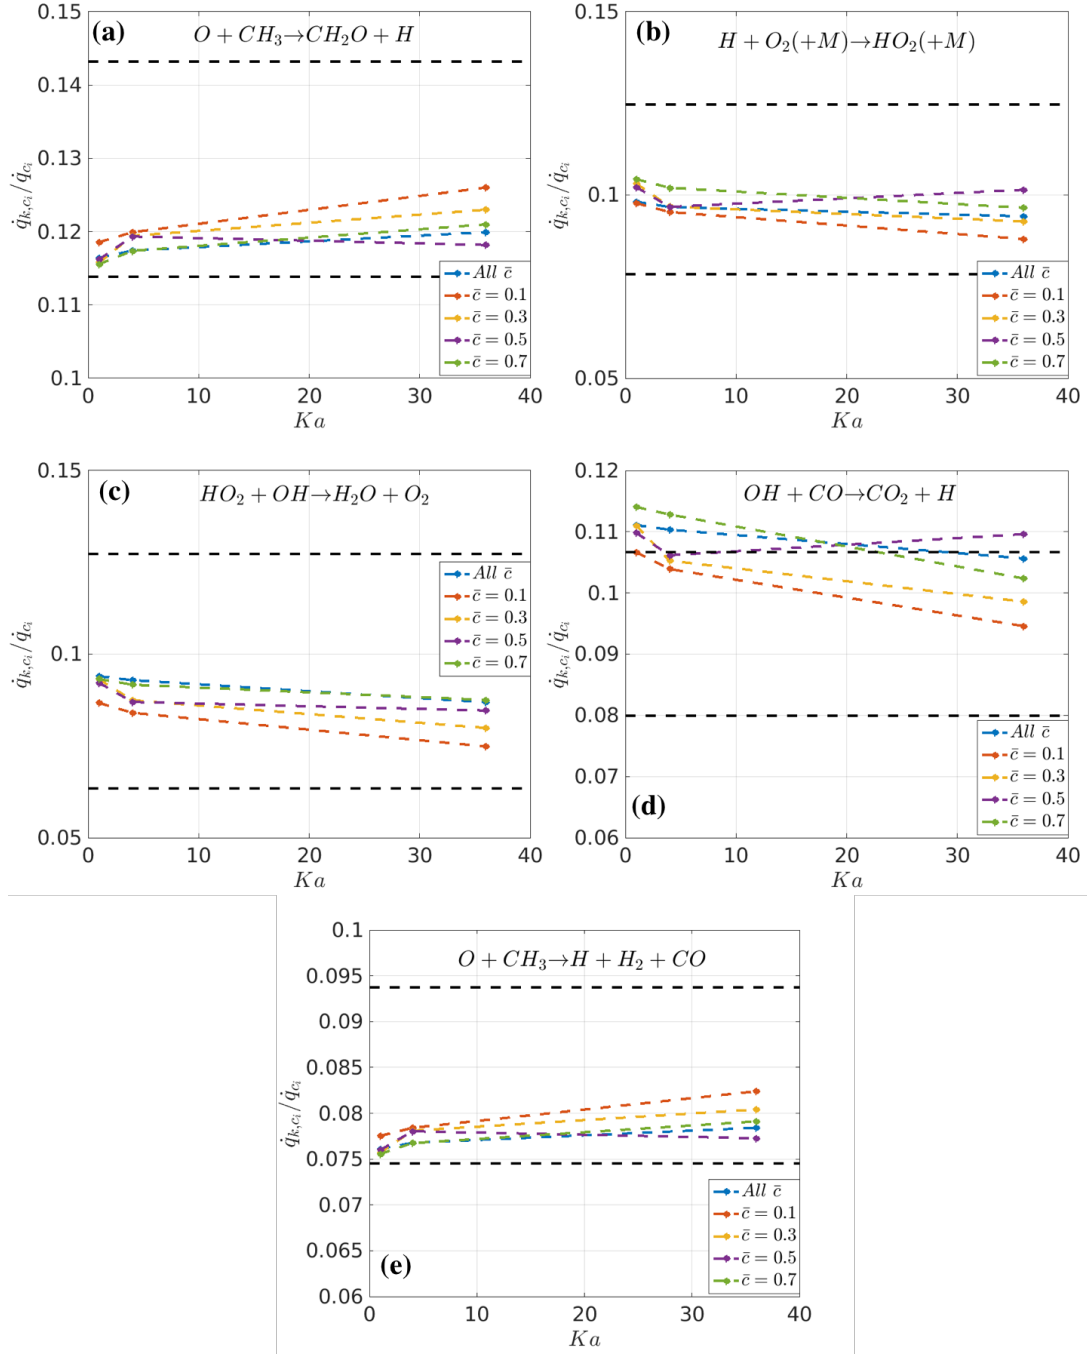 (a)
O + CH₃→CH₂O + H
0.15
0.14
0.13
0.12
0.11
0.1
q̇ₖ,cᵢ/q̇cᵢ
All c̄
c̄ = 0.1
c̄ = 0.3
c̄ = 0.5
c̄ = 0.7
0 10 20 30 40
Ka
(b)
H + O₂(+M)→HO₂(+M)
0.15
0.1
0.05
q̇ₖ,cᵢ/q̇cᵢ
All c̄
c̄ = 0.1
c̄ = 0.3
c̄ = 0.5
c̄ = 0.7
0 10 20 30 40
Ka
(c)
HO₂ + OH→H₂O + O₂
0.15
0.1
0.05
q̇ₖ,cᵢ/q̇cᵢ
All c̄
c̄ = 0.1
c̄ = 0.3
c̄ = 0.5
c̄ = 0.7
0 10 20 30 40
Ka
OH + CO→CO₂ + H
0.12
0.11
0.1
0.09
0.08
0.07
0.06
q̇ₖ,cᵢ/q̇cᵢ
(d)
All c̄
c̄ = 0.1
c̄ = 0.3
c̄ = 0.5
c̄ = 0.7
0 10 20 30 40
Ka
O + CH₃→H + H₂ + CO
0.1
0.095
0.09
0.085
0.08
0.075
0.07
0.065
0.06
q̇ₖ,cᵢ/q̇cᵢ
(e)
All c̄
c̄ = 0.1
c̄ = 0.3
c̄ = 0.5
c̄ = 0.7
0 10 20 30 40
Ka